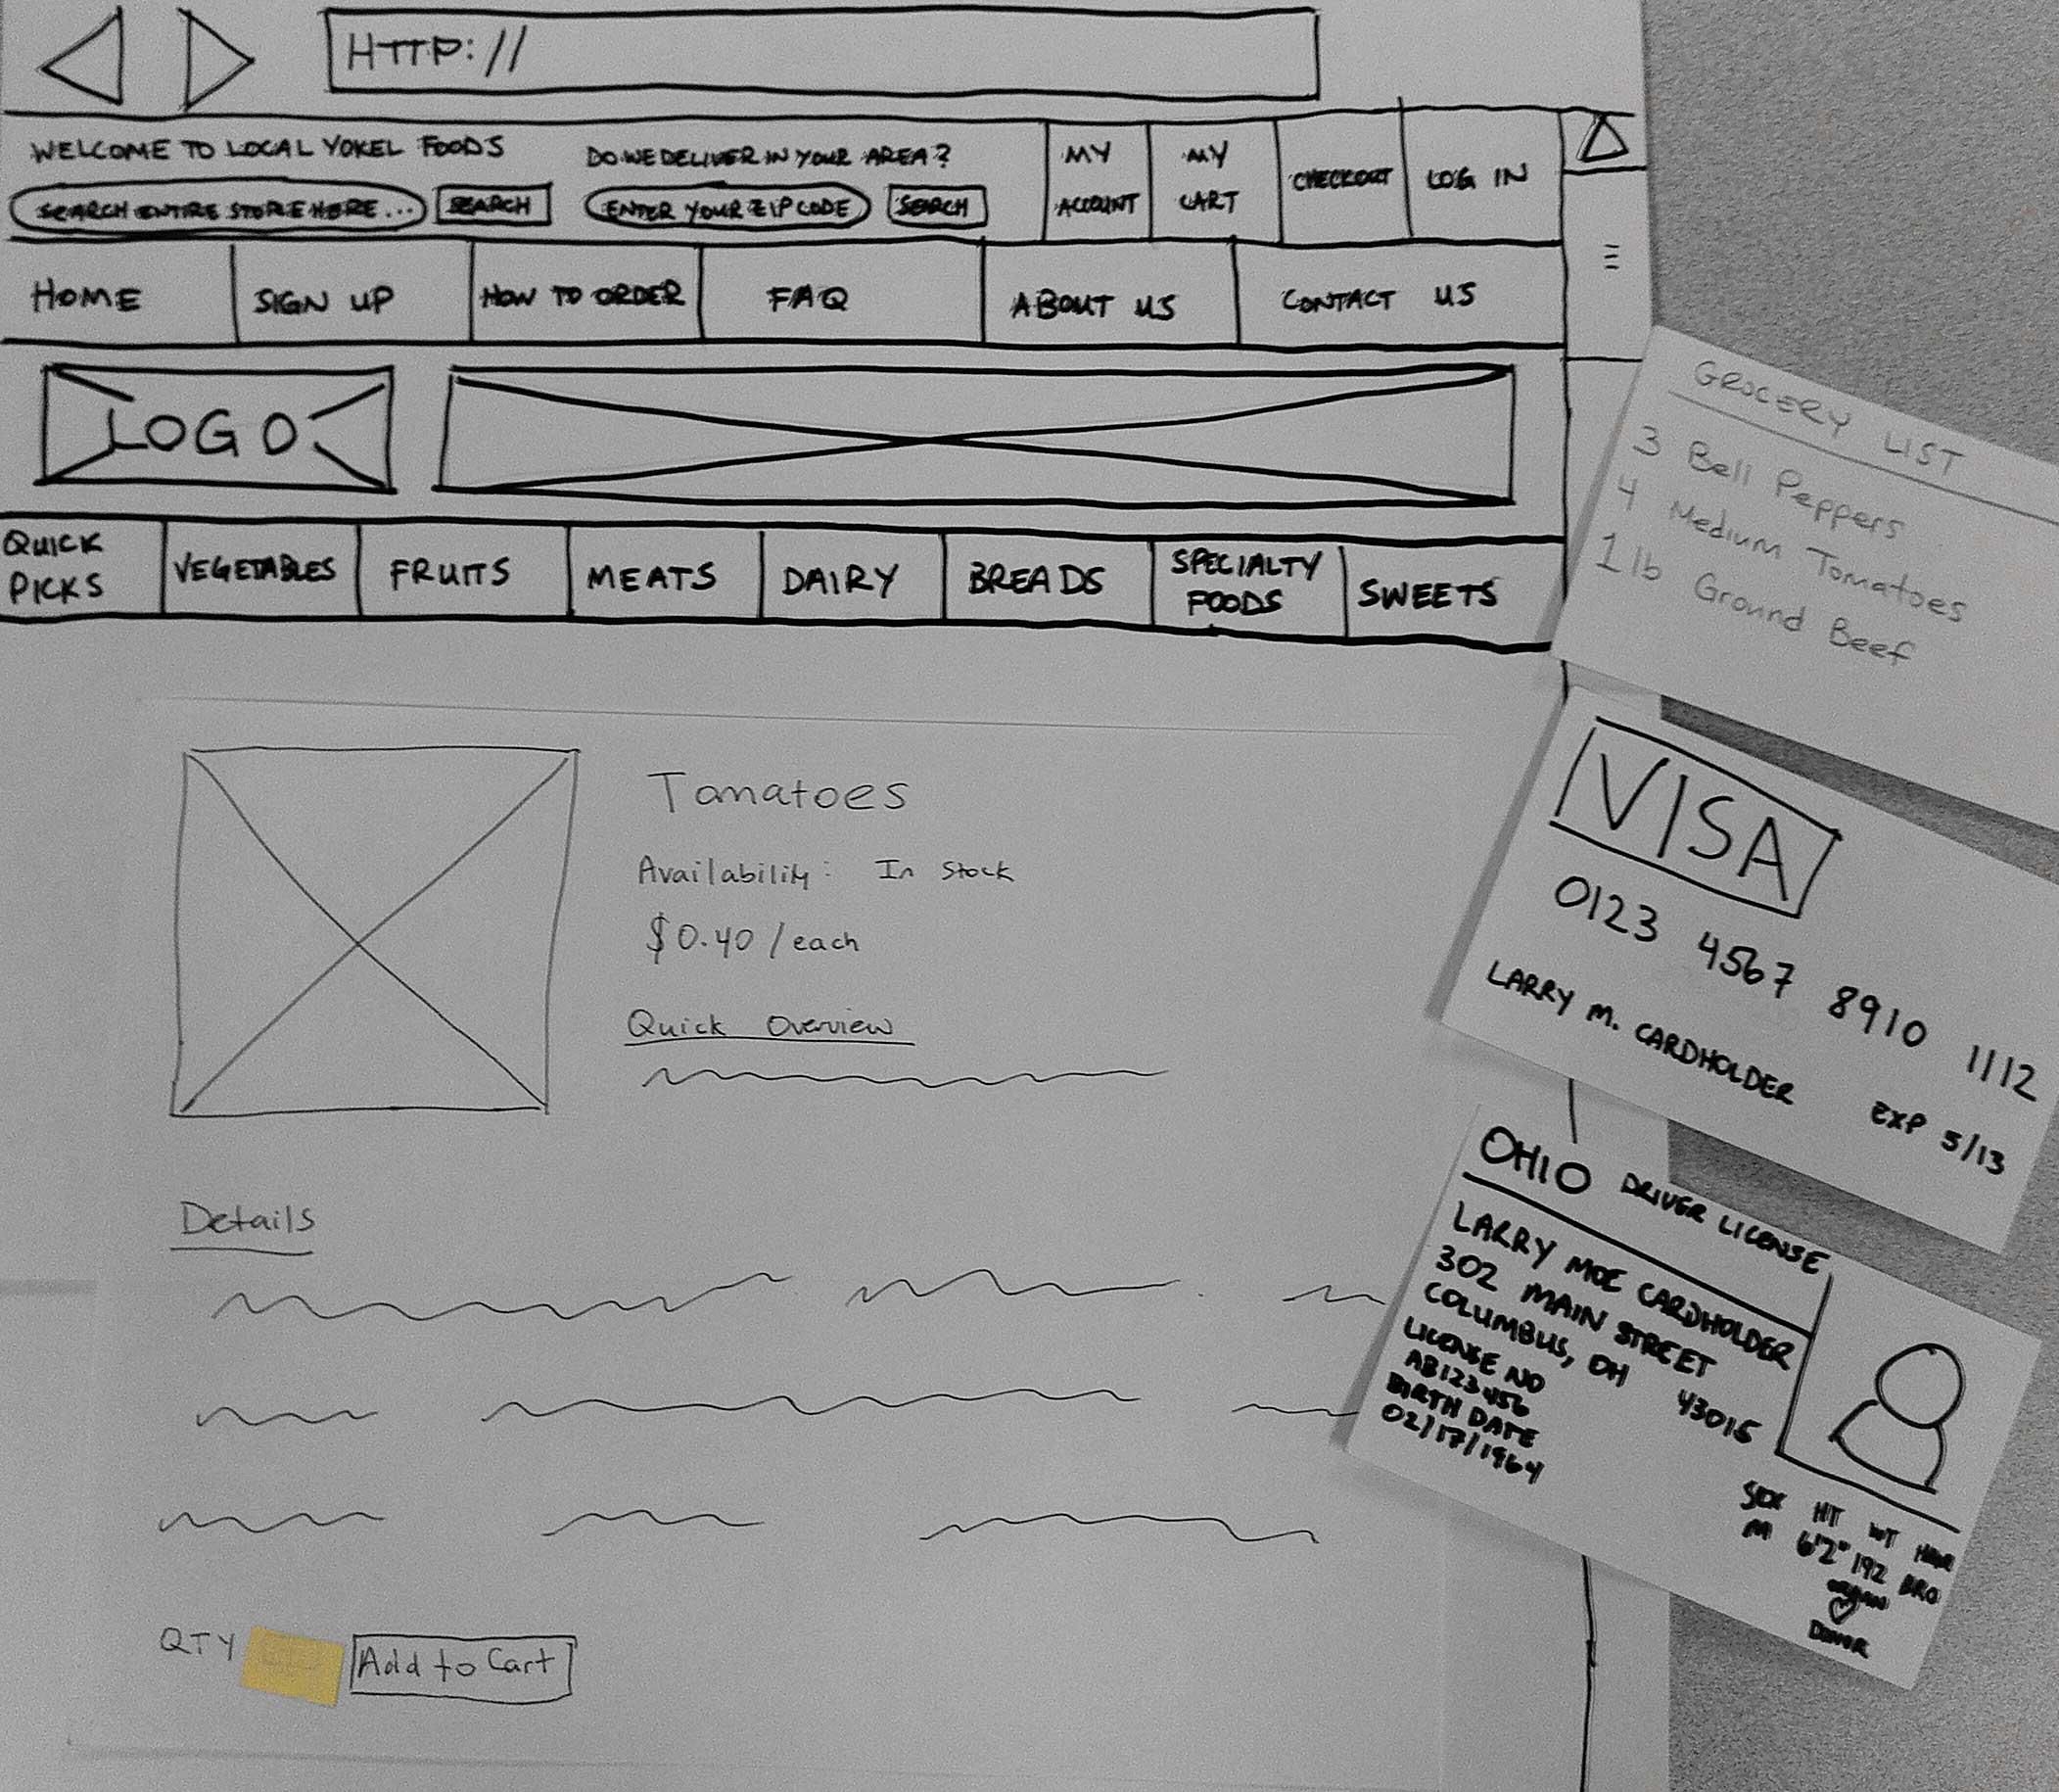 HTTP://
WELCOME TO LOCAL YOKEL FOODS
SEARCH ENTIRE STORE HERE...
SEARCH
DO WE DELIVER IN YOUR AREA?
ENTER YOUR ZIP CODE
SEARCH
MY
ACCOUNT
MY
CART
CHECKOUT
LOG IN
HOME
SIGN UP
HOW TO ORDER
FAQ
ABOUT US
CONTACT US
LOGO
QUICK
PICKS
VEGETABLES
FRUITS
MEATS
DAIRY
BREADS
SPECIALTY
FOODS
SWEETS
Tomatoes
Availability: In Stock
$0.40/each
Quick Overview
Details
QTY
Add to Cart
GROCERY LIST
3 Bell Peppers
4 Medium Tomatoes
1 lb Ground Beef
VISA
0123 4567 8910 1112
LARRY M. CARDHOLDER EXP 5/13
OHIO DRIVER LICENSE
LARRY MOE CARDHOLDER
302 MAIN STREET
COLUMBUS, OH 43015
LICENSE NO
AB123456
BIRTH DATE
02/17/1964
SEX HT WT HAIR
M 6'2" 192 BRO
ORGAN
DONOR